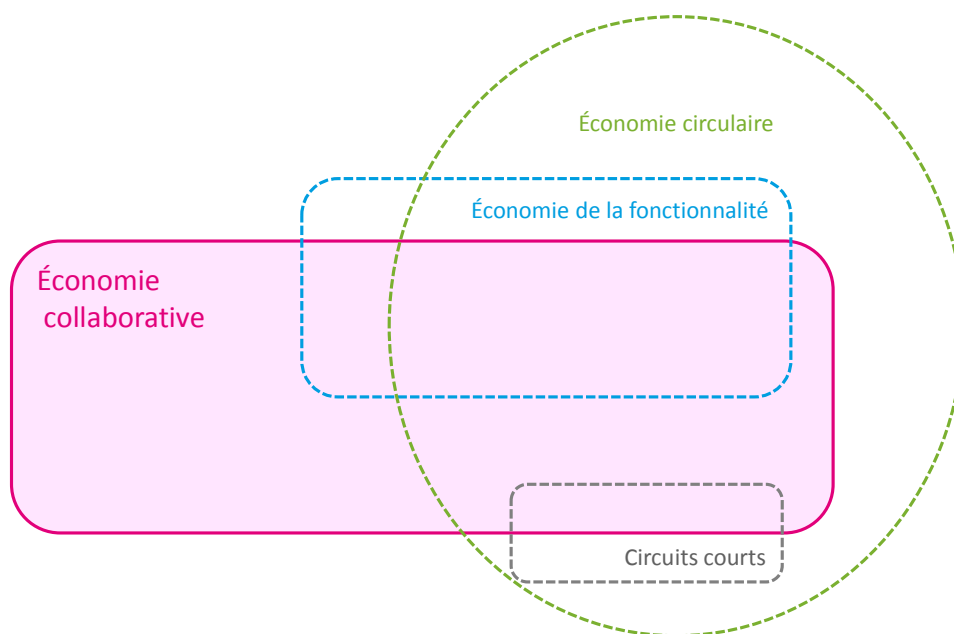 Économie circulaire
Économie de la fonctionnalité
Économie
collaborative
Circuits courts